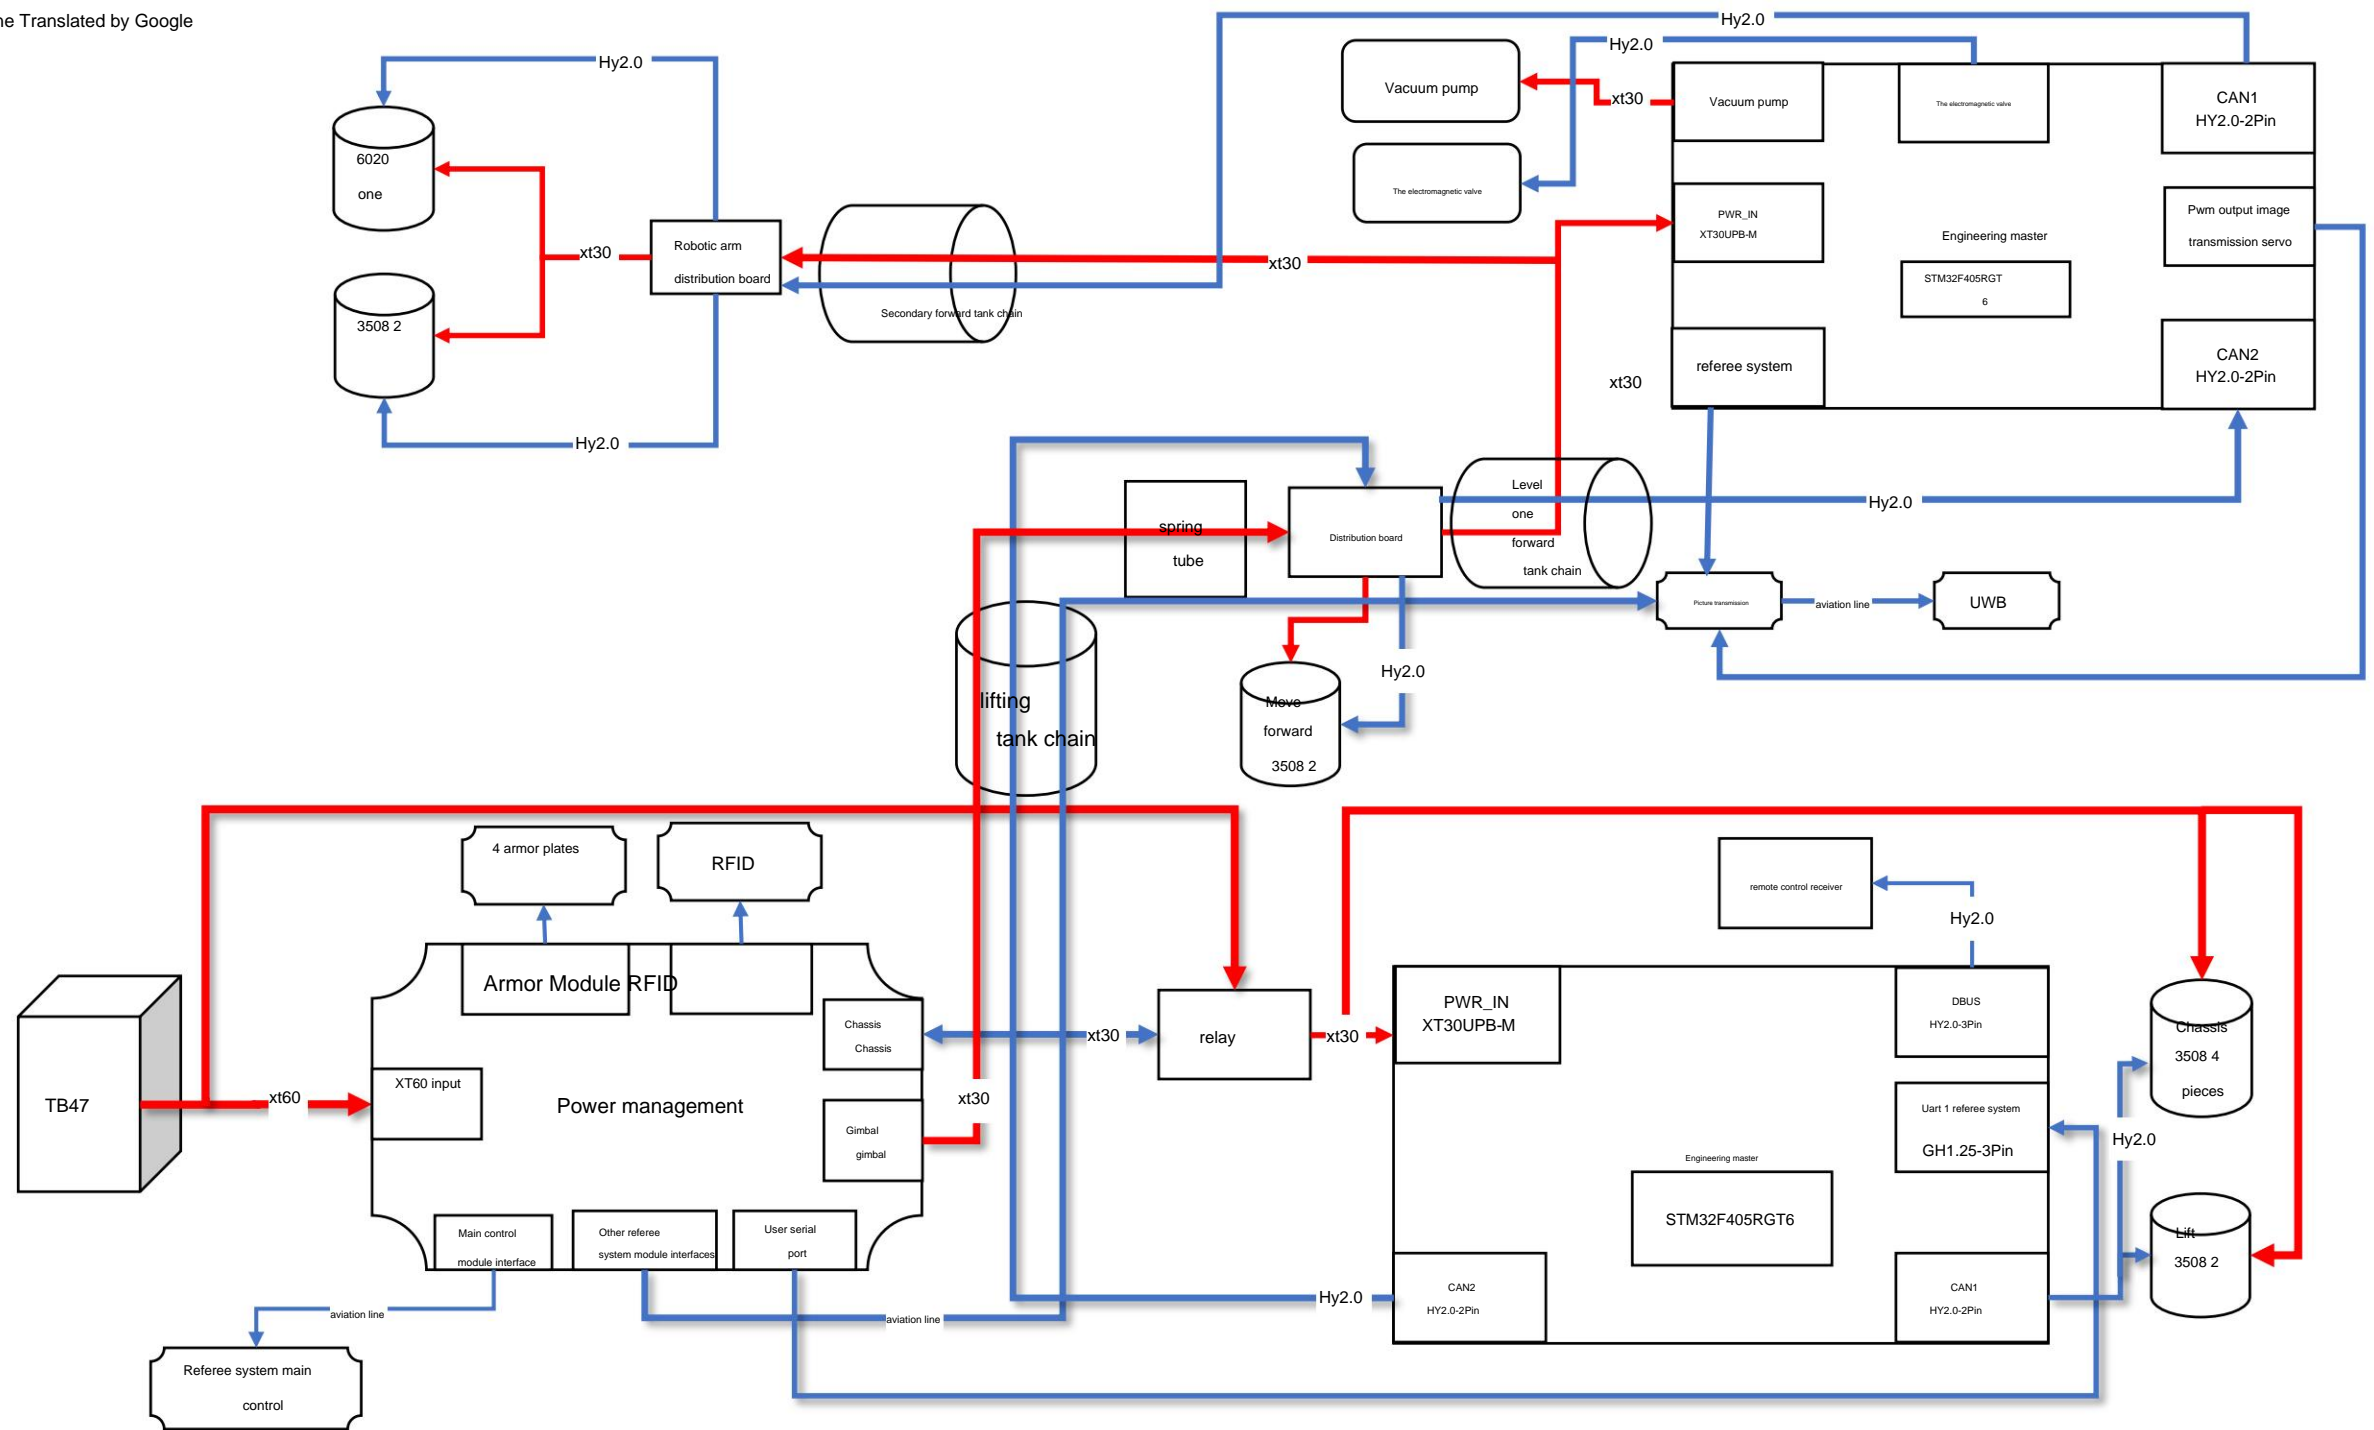 ne Translated by Google
Hy2.0
Hy2.0
Hy2.0
Vacuum pump
xt30
Vacuum pump
The electromagnetic valve
CAN1
HY2.0-2Pin
6020
one
The electromagnetic valve
PWR_IN
XT30UPB-M
Engineering master
Pwm output image
transmission servo
Robotic arm
distribution board
xt30
xt30
STM32F405RGT
6
Secondary forward tank chain
3508 2
referee system
xt30
CAN2
HY2.0-2Pin
Hy2.0
Level
one
forward
tank chain
Hy2.0
spring
tube
Distribution board
Picture transmission
aviation line
UWB
Hy2.0
lifting
tank chain
Move
forward
3508 2
4 armor plates
RFID
remote control receiver
Hy2.0
Armor Module RFID
PWR_IN
XT30UPB-M
DBUS
HY2.0-3Pin
Chassis
Chassis
xt30
relay
xt30
Chassis
3508 4
pieces
TB47
xt60
XT60 input
Power management
xt30
Gimbal
gimbal
Uart 1 referee system
GH1.25-3Pin
Hy2.0
Engineering master
STM32F405RGT6
Main control
module interface
Other referee
system module interfaces
User serial
port
Lift
3508 2
CAN2
HY2.0-2Pin
CAN1
HY2.0-2Pin
Hy2.0
aviation line
aviation line
Referee system main
control